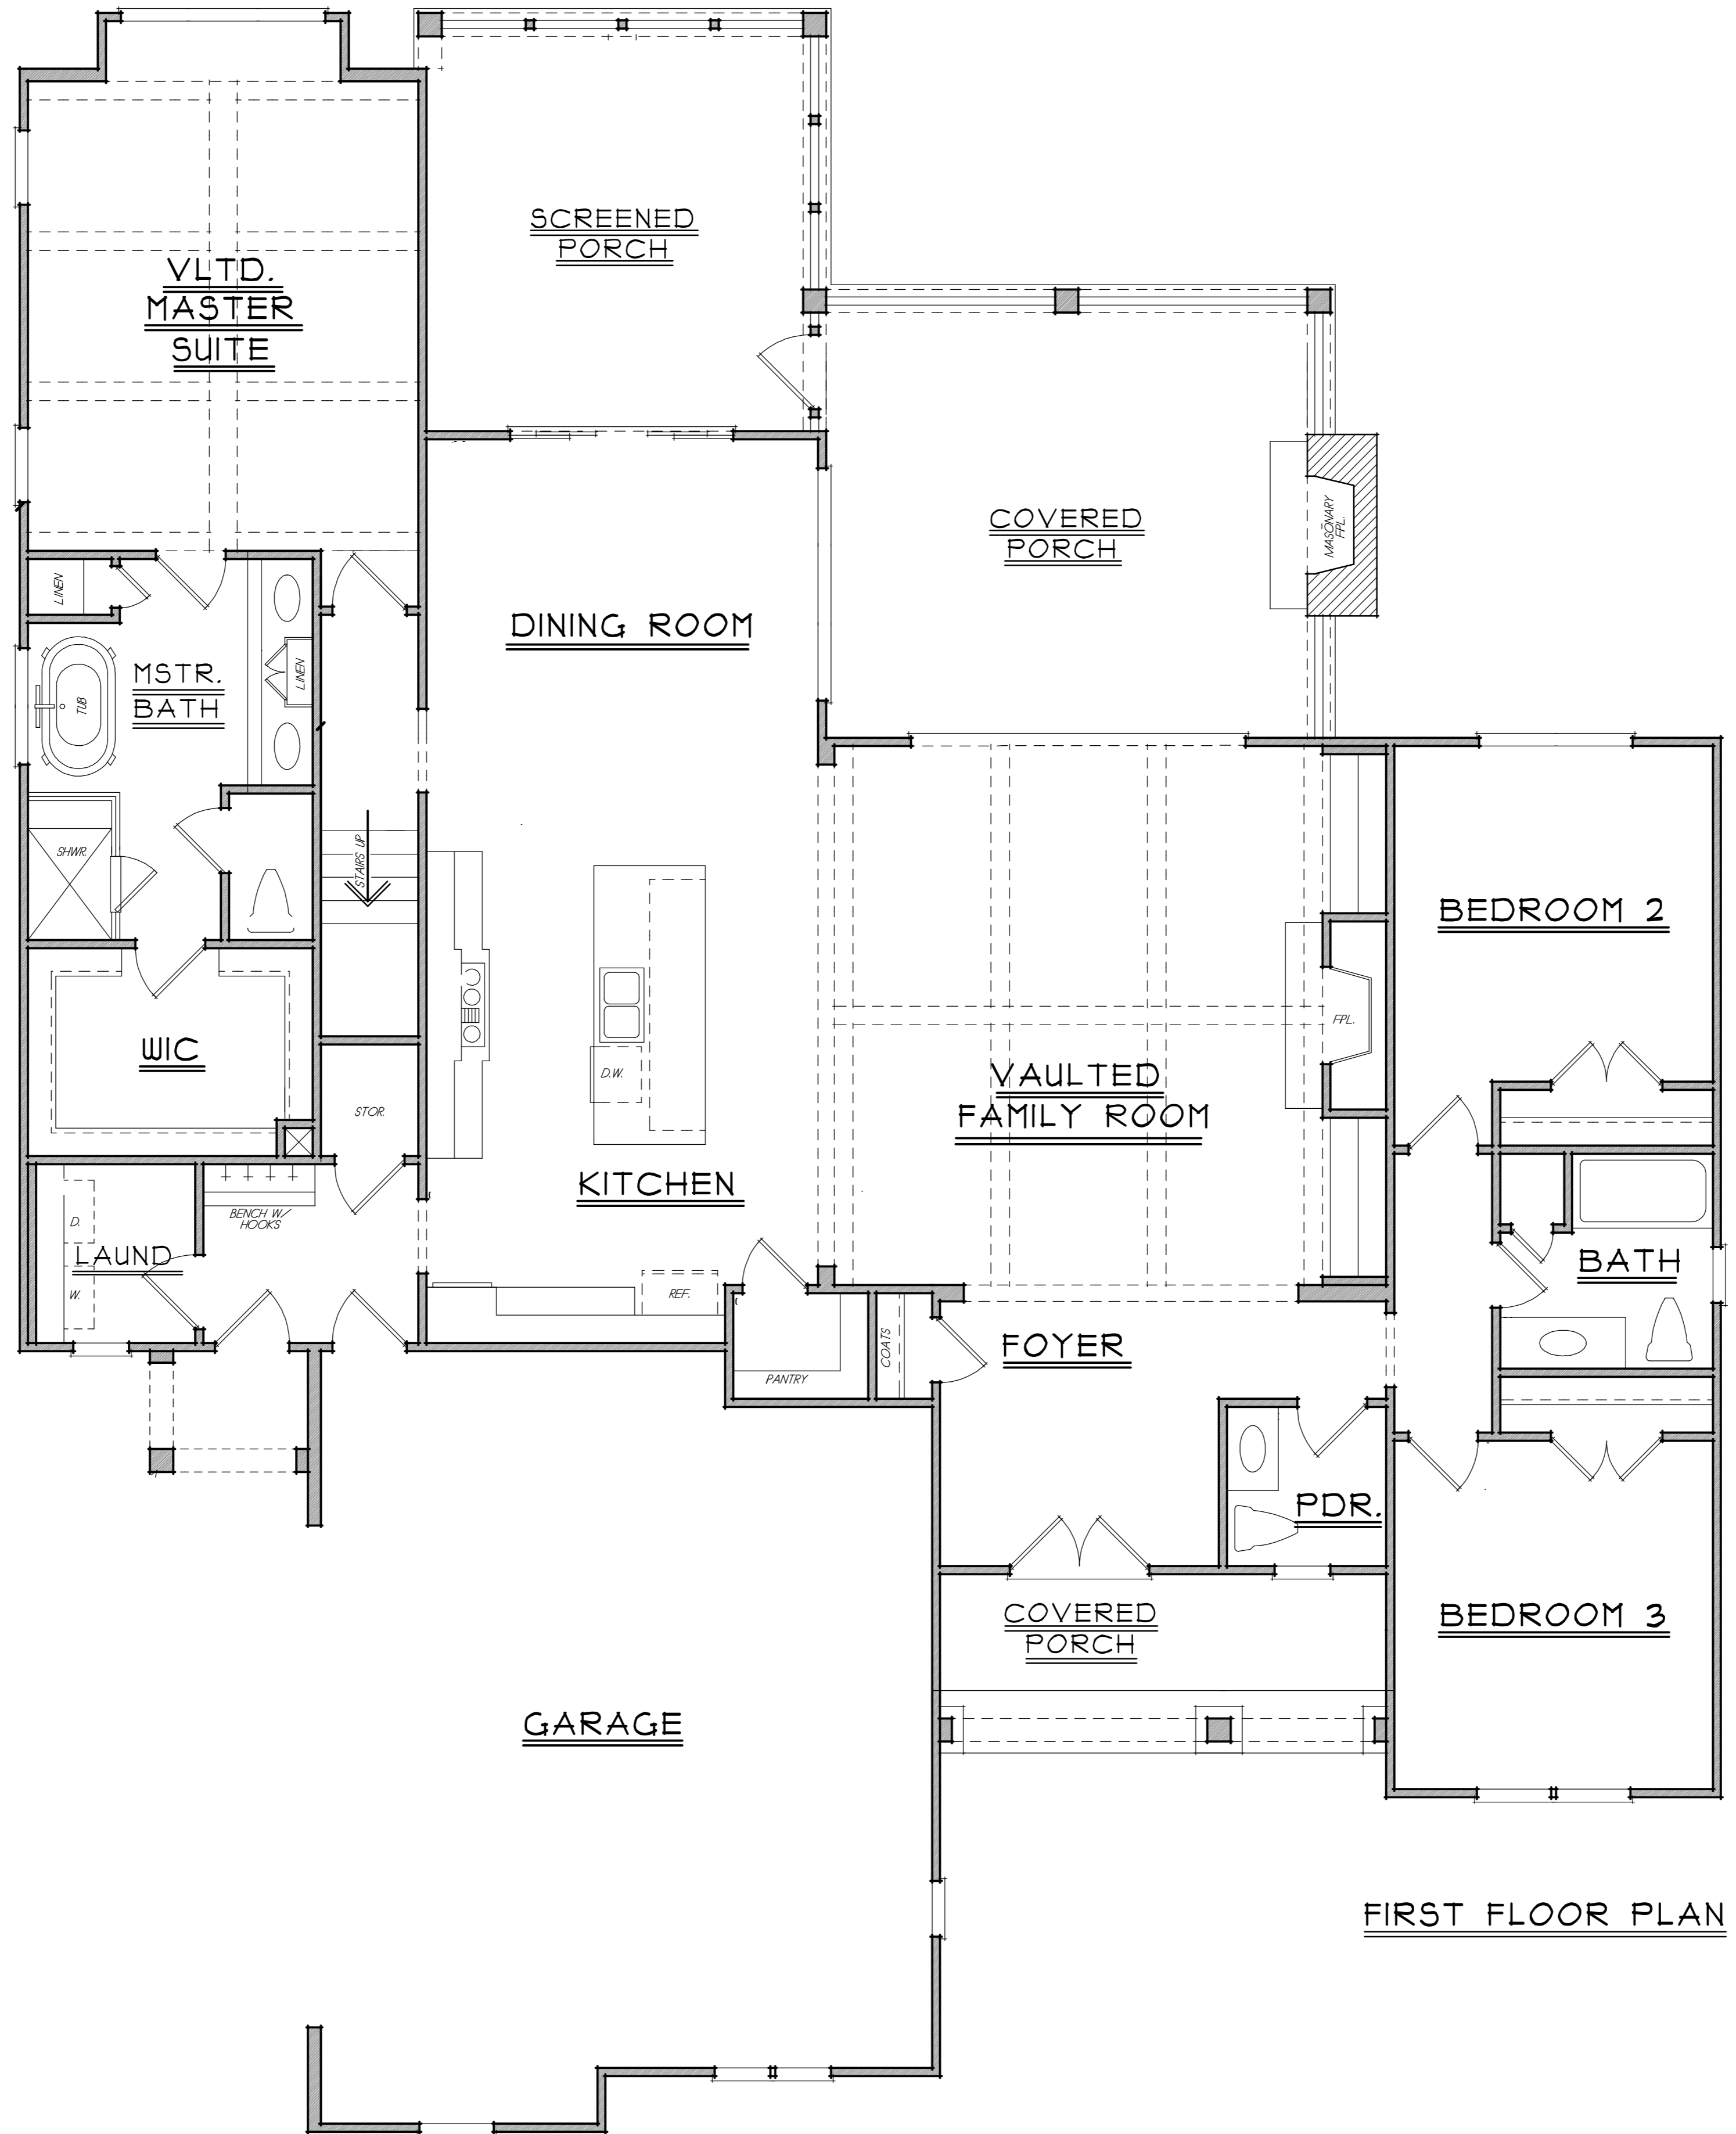 SCREENED
PORCH
VLTD.
MASTER
SUITE
COVERED
PORCH
MASONARY
FPL.
LINEN
DINING ROOM
MSTR.
BATH
LINEN
TUB
SHWR.
STAIRS UP
BEDROOM 2
WIC
D.W.
FPL.
VAULTED
FAMILY ROOM
STOR.
KITCHEN
BENCH W/
HOOKS
D.
LAUND
W.
REF.
BATH
FOYER
COATS
PANTRY
PDR.
COVERED
PORCH
BEDROOM 3
GARAGE
FIRST FLOOR PLAN